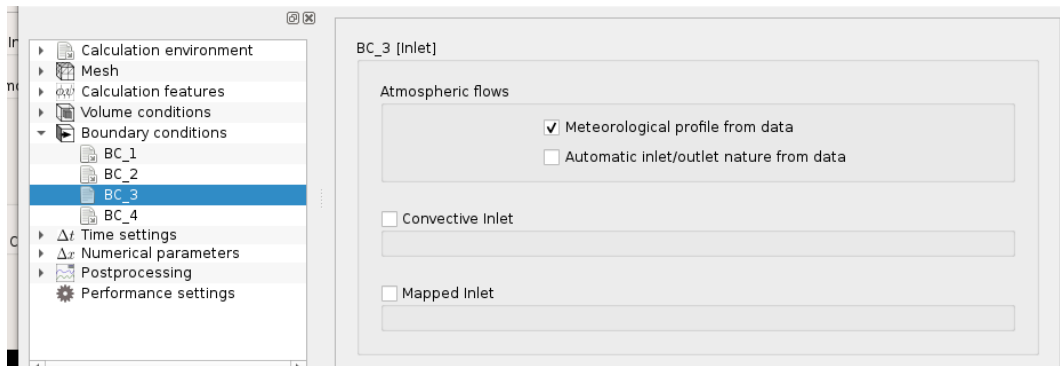 In
Calculation environment
Mesh
Calculation features
Volume conditions
Boundary conditions
BC_1
BC_2
BC_3
BC_4
Δt Time settings
Δx Numerical parameters
Postprocessing
Performance settings
BC_3 [Inlet]
Atmospheric flows
Meteorological profile from data
Automatic inlet/outlet nature from data
Convective Inlet
Mapped Inlet